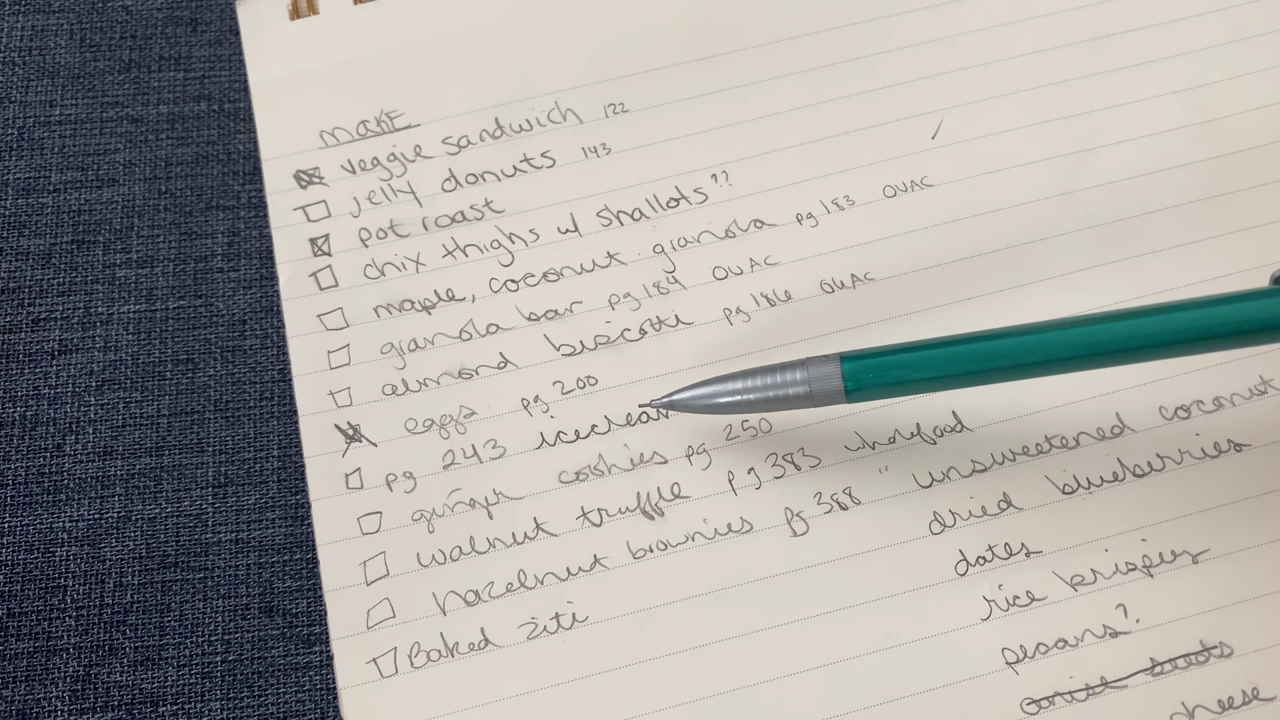 MAKE
veggie sandwich 122
jelly donuts 143
pot roast
chix thighs w/ shallots??
maple, coconut granola pg 183 OUAC
granola bar pg 184 OUAC
almond biscotti pg 186 OUAC
eggs pg 200
pg 243 icecream
ginger cookies pg 250
walnut truffle pg 383 wholefood
hazelnut brownies pg 388 "
Baked ziti
unsweetened coconut
dried blueberries
dates
rice krispies
pecans?
cheese